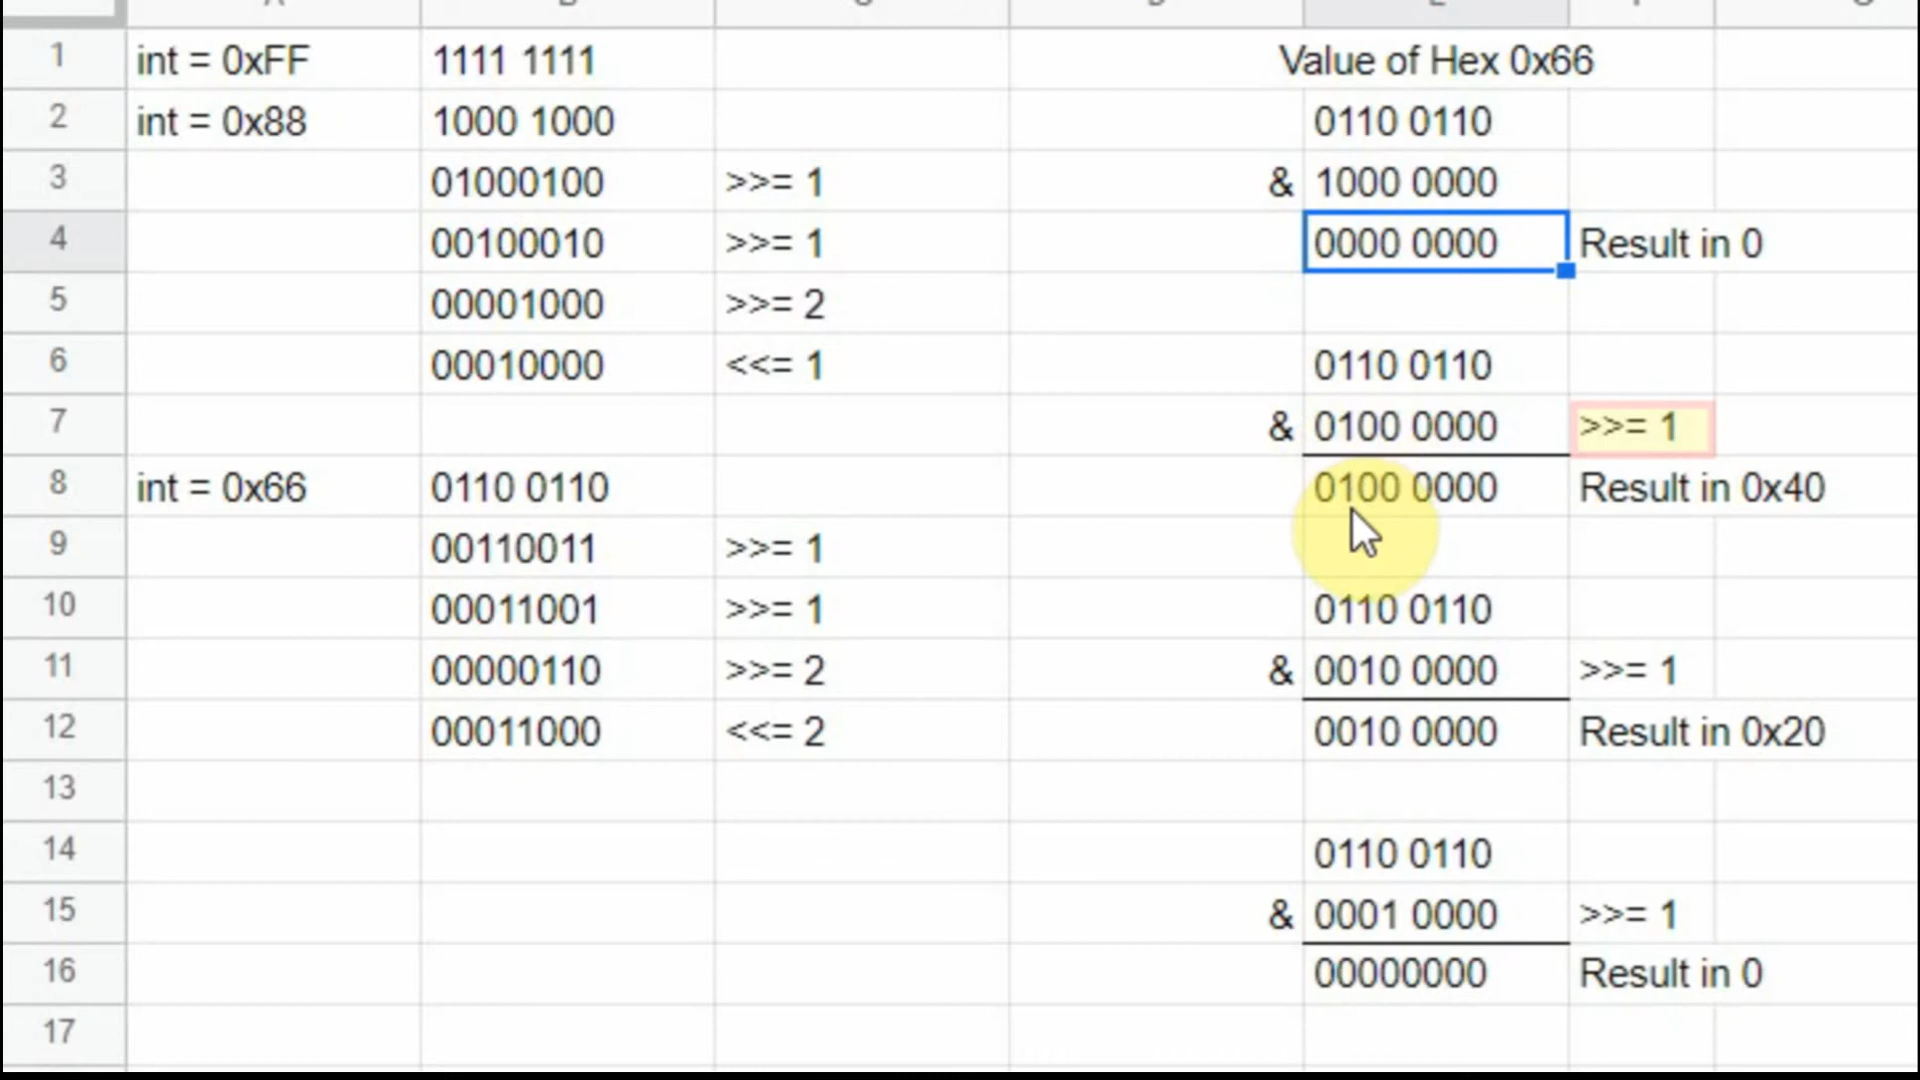 1 int = 0xFF 1111 1111 Value of Hex 0x66
2 int = 0x88 1000 1000 0110 0110
3 01000100 >>= 1 & 1000 0000
4 00100010 >>= 1 0000 0000 Result in 0
5 00001000 >>= 2
6 00010000 <<= 1 0110 0110
7 & 0100 0000 >>= 1
8 int = 0x66 0110 0110 0100 0000 Result in 0x40
9 00110011 >>= 1
10 00011001 >>= 1 0110 0110
11 00000110 >>= 2 & 0010 0000 >>= 1
12 00011000 <<= 2 0010 0000 Result in 0x20
13
14 0110 0110
15 & 0001 0000 >>= 1
16 00000000 Result in 0
17